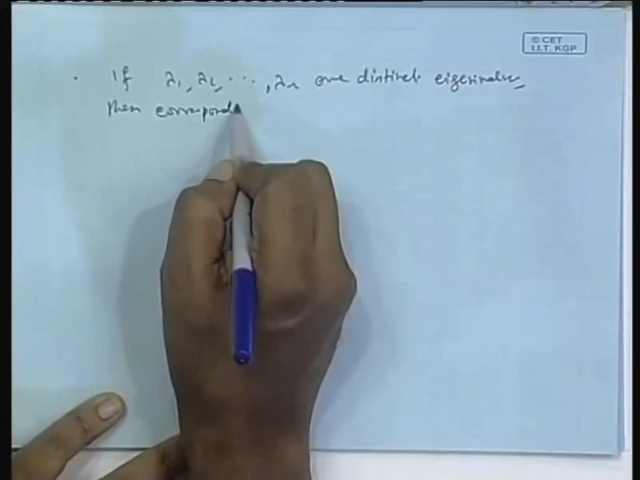 © CET
I.I.T. KGP
If λ₁, λ₂, ⋯, λₙ are distinct eigenvalues,
then correspond